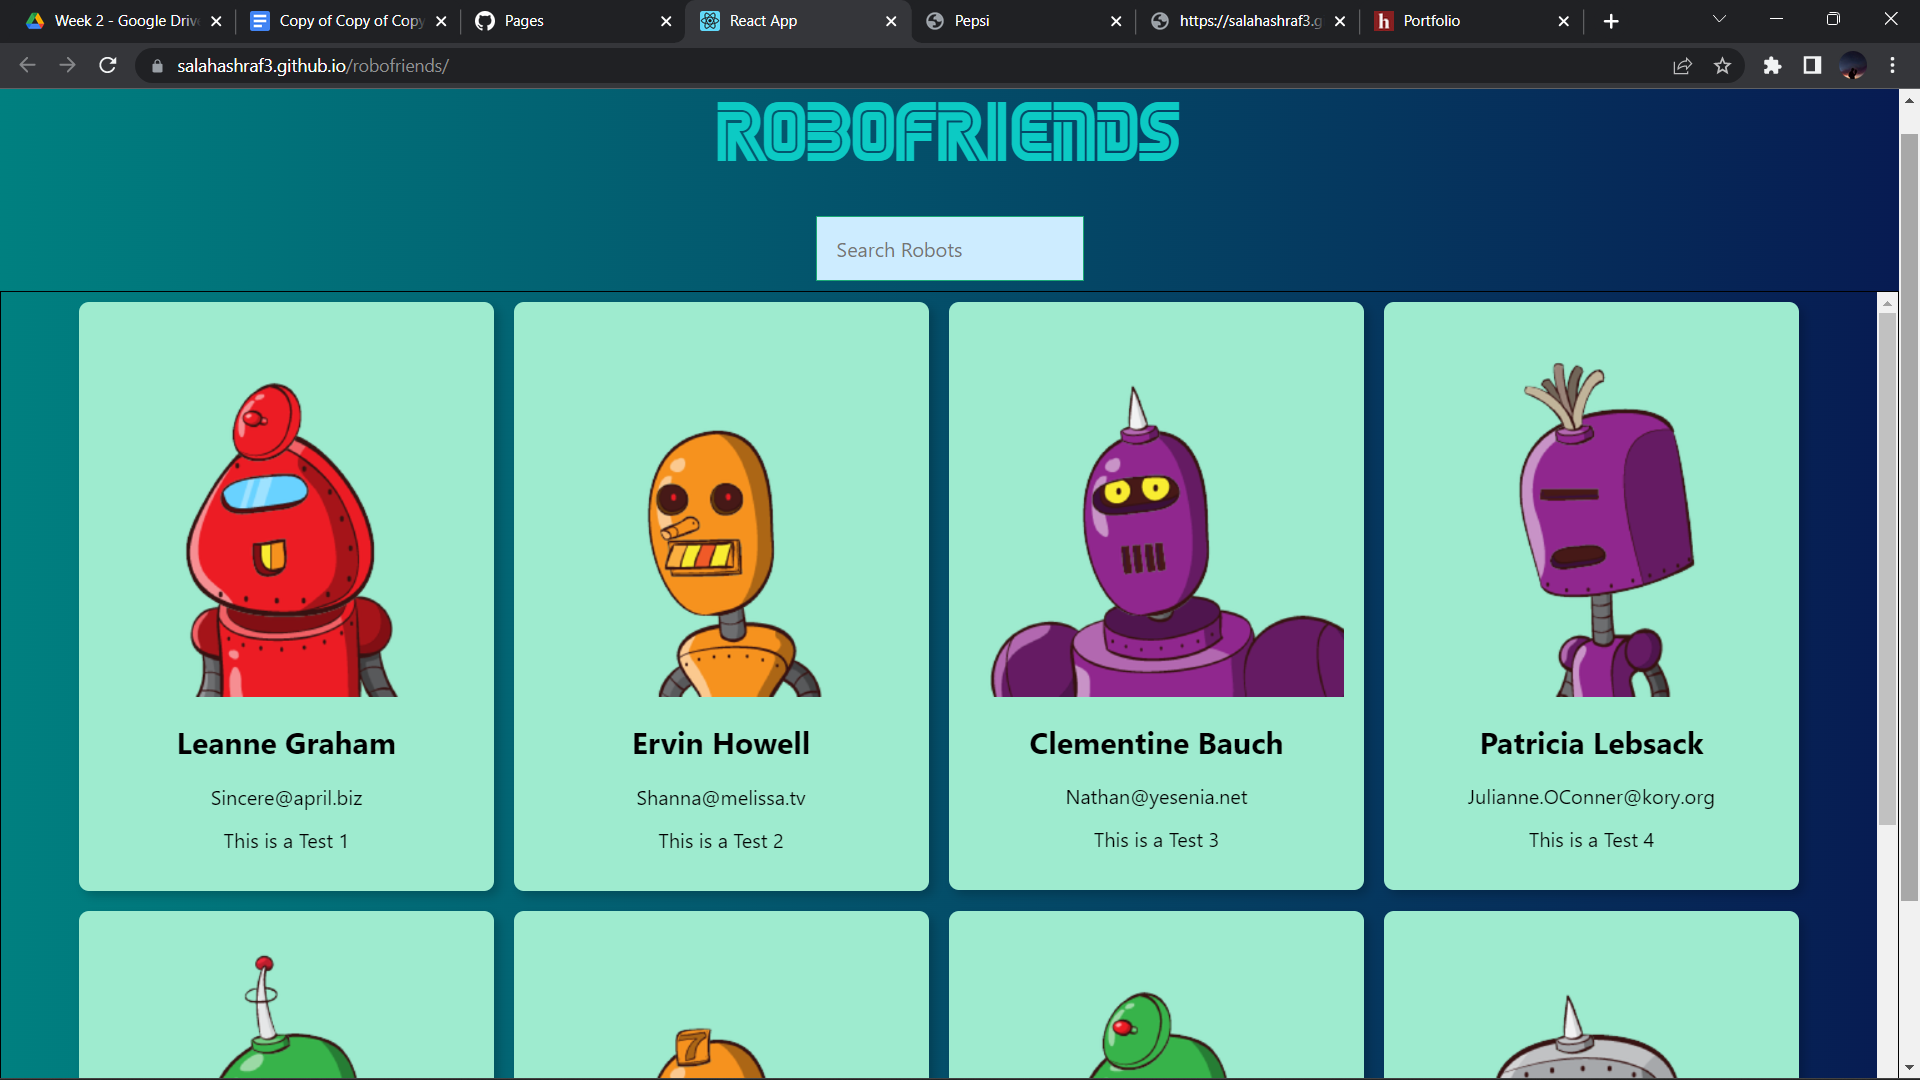 Week 2 - Google Driv
Copy of Copy of Copy
Pages
React App
Pepsi
https://salahashraf3.g
h
Portfolio
salahashraf3.github.io/robofriends/
ROBOFRIENDS
Search Robots
Leanne Graham
Sincere@april.biz
This is a Test 1
Ervin Howell
Shanna@melissa.tv
This is a Test 2
Clementine Bauch
Nathan@yesenia.net
This is a Test 3
Patricia Lebsack
Julianne.OConner@kory.org
This is a Test 4
7